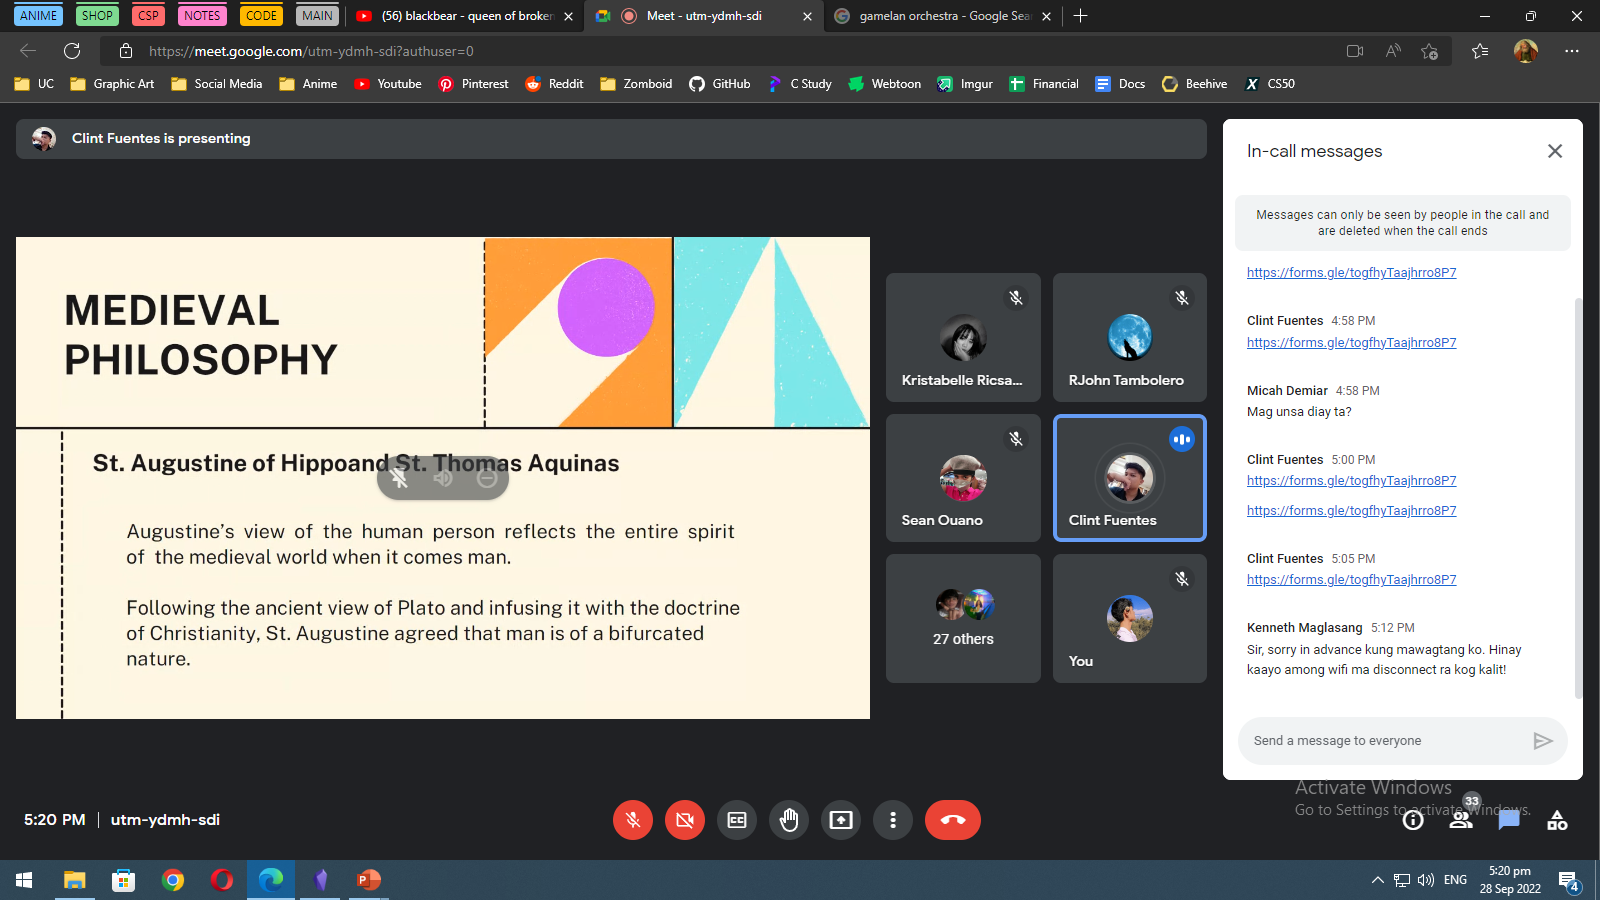 ANIME
SHOP
CSP
NOTES
CODE
MAIN
(56) blackbear - queen of broken
Meet - utm-ydmh-sdi
gamelan orchestra - Google Sea
https://meet.google.com/utm-ydmh-sdi?authuser=0
UC
Graphic Art
Social Media
Anime
Youtube
Pinterest
Reddit
Zomboid
GitHub
C Study
Webtoon
Imgur
Financial
Docs
Beehive
CS50
Clint Fuentes is presenting
MEDIEVAL
PHILOSOPHY
St. Augustine of Hippoand St. Thomas Aquinas
Augustine's view of the human person reflects the entire spirit
of the medieval world when it comes man.
Following the ancient view of Plato and infusing it with the doctrine
of Christianity, St. Augustine agreed that man is of a bifurcated
nature.
Kristabelle Ricsa...
RJohn Tambolero
Sean Ouano
Clint Fuentes
27 others
You
In-call messages
Messages can only be seen by people in the call and
are deleted when the call ends
https://forms.gle/togfhyTaajhrro8P7
Clint Fuentes 4:58 PM
https://forms.gle/togfhyTaajhrro8P7
Micah Demiar 4:58 PM
Mag unsa diay ta?
Clint Fuentes 5:00 PM
https://forms.gle/togfhyTaajhrro8P7
https://forms.gle/togfhyTaajhrro8P7
Clint Fuentes 5:05 PM
https://forms.gle/togfhyTaajhrro8P7
Kenneth Maglasang 5:12 PM
Sir, sorry in advance kung mawagtang ko. Hinay
kaayo among wifi ma disconnect ra kog kalit!
Send a message to everyone
Activate Windows
Go to Settings to activate Windows.
33
5:20 PM | utm-ydmh-sdi
ENG
5:20 pm
28 Sep 2022
4